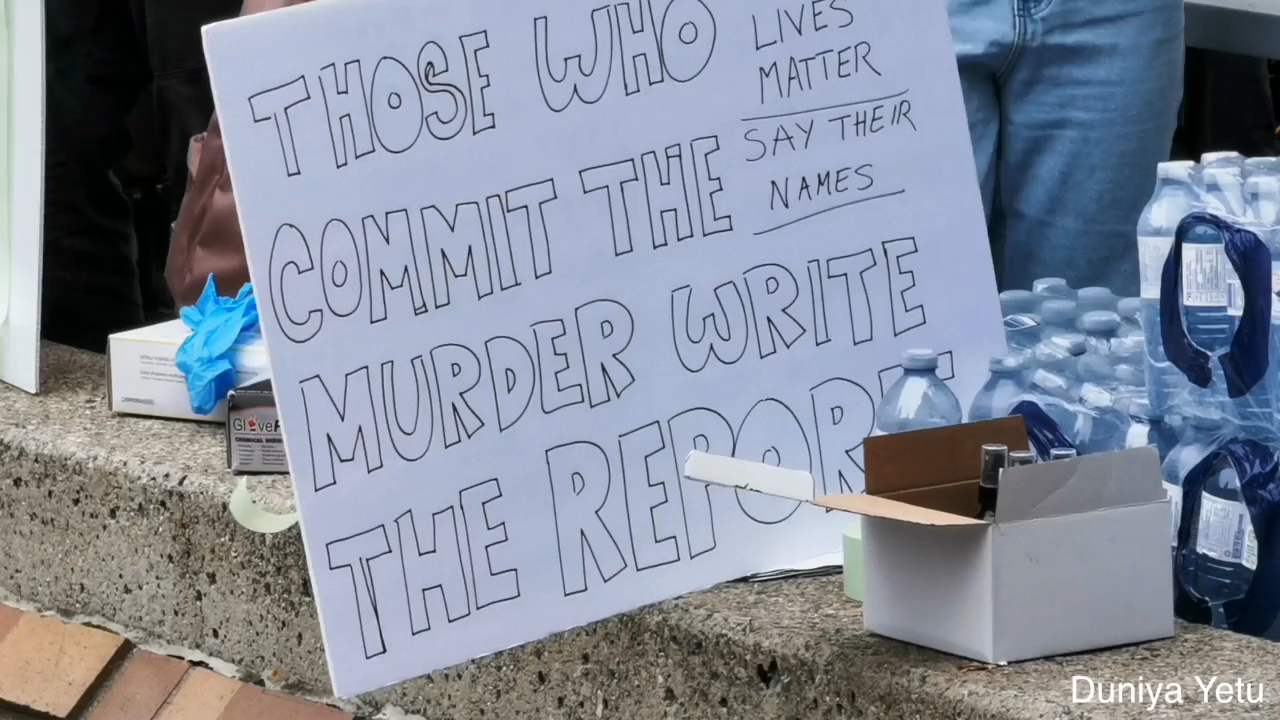 THOSE WHO
COMMIT THE
MURDER WRITE
THE REPORT
LIVES
MATTER
SAY THEIR
NAMES
Duniya Yetu